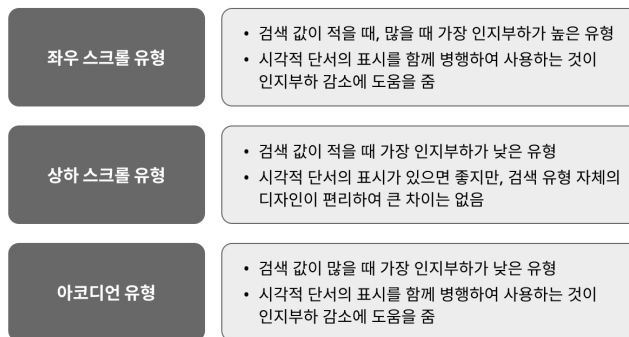 좌우 스크롤 유형
• 검색 값이 적을 때, 많을 때 가장 인지부하가 높은 유형
• 시각적 단서의 표시를 함께 병행하여 사용하는 것이
인지부하 감소에 도움을 줌
상하 스크롤 유형
• 검색 값이 적을 때 가장 인지부하가 낮은 유형
• 시각적 단서의 표시가 있으면 좋지만, 검색 유형 자체의
디자인이 편리하여 큰 차이는 없음
아코디언 유형
• 검색 값이 많을 때 가장 인지부하가 낮은 유형
• 시각적 단서의 표시를 함께 병행하여 사용하는 것이
인지부하 감소에 도움을 줌